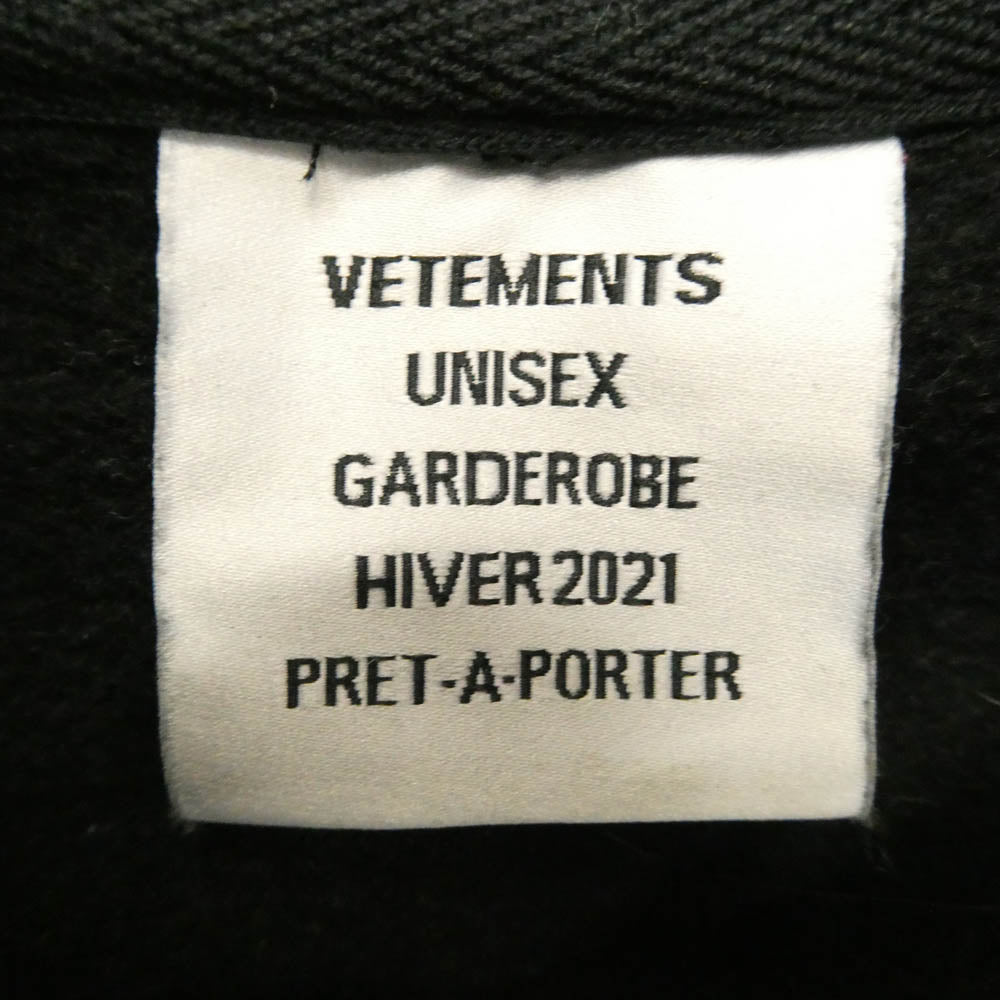 VETEMENTS
UNISEX
GARDEROBE
HIVER 2021
PRET-A-PORTER